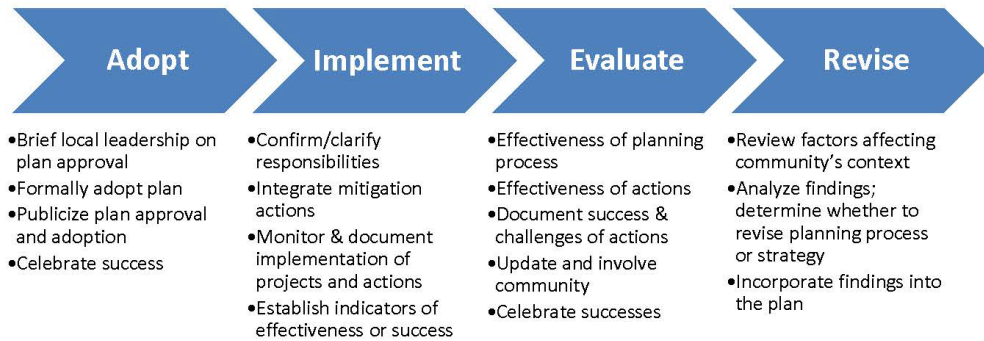 Adopt
•Brief local leadership on
plan approval
•Formally adopt plan
•Publicize plan approval
and adoption
•Celebrate success
Implement
•Confirm/clarify
responsibilities
•Integrate mitigation
actions
•Monitor & document
implementation of
projects and actions
•Establish indicators of
effectiveness or success
Evaluate
•Effectiveness of planning
process
•Effectiveness of actions
•Document success &
challenges of actions
•Update and involve
community
•Celebrate successes
Revise
•Review factors affecting
community’s context
•Analyze findings;
determine whether to
revise planning process
or strategy
•Incorporate findings into
the plan